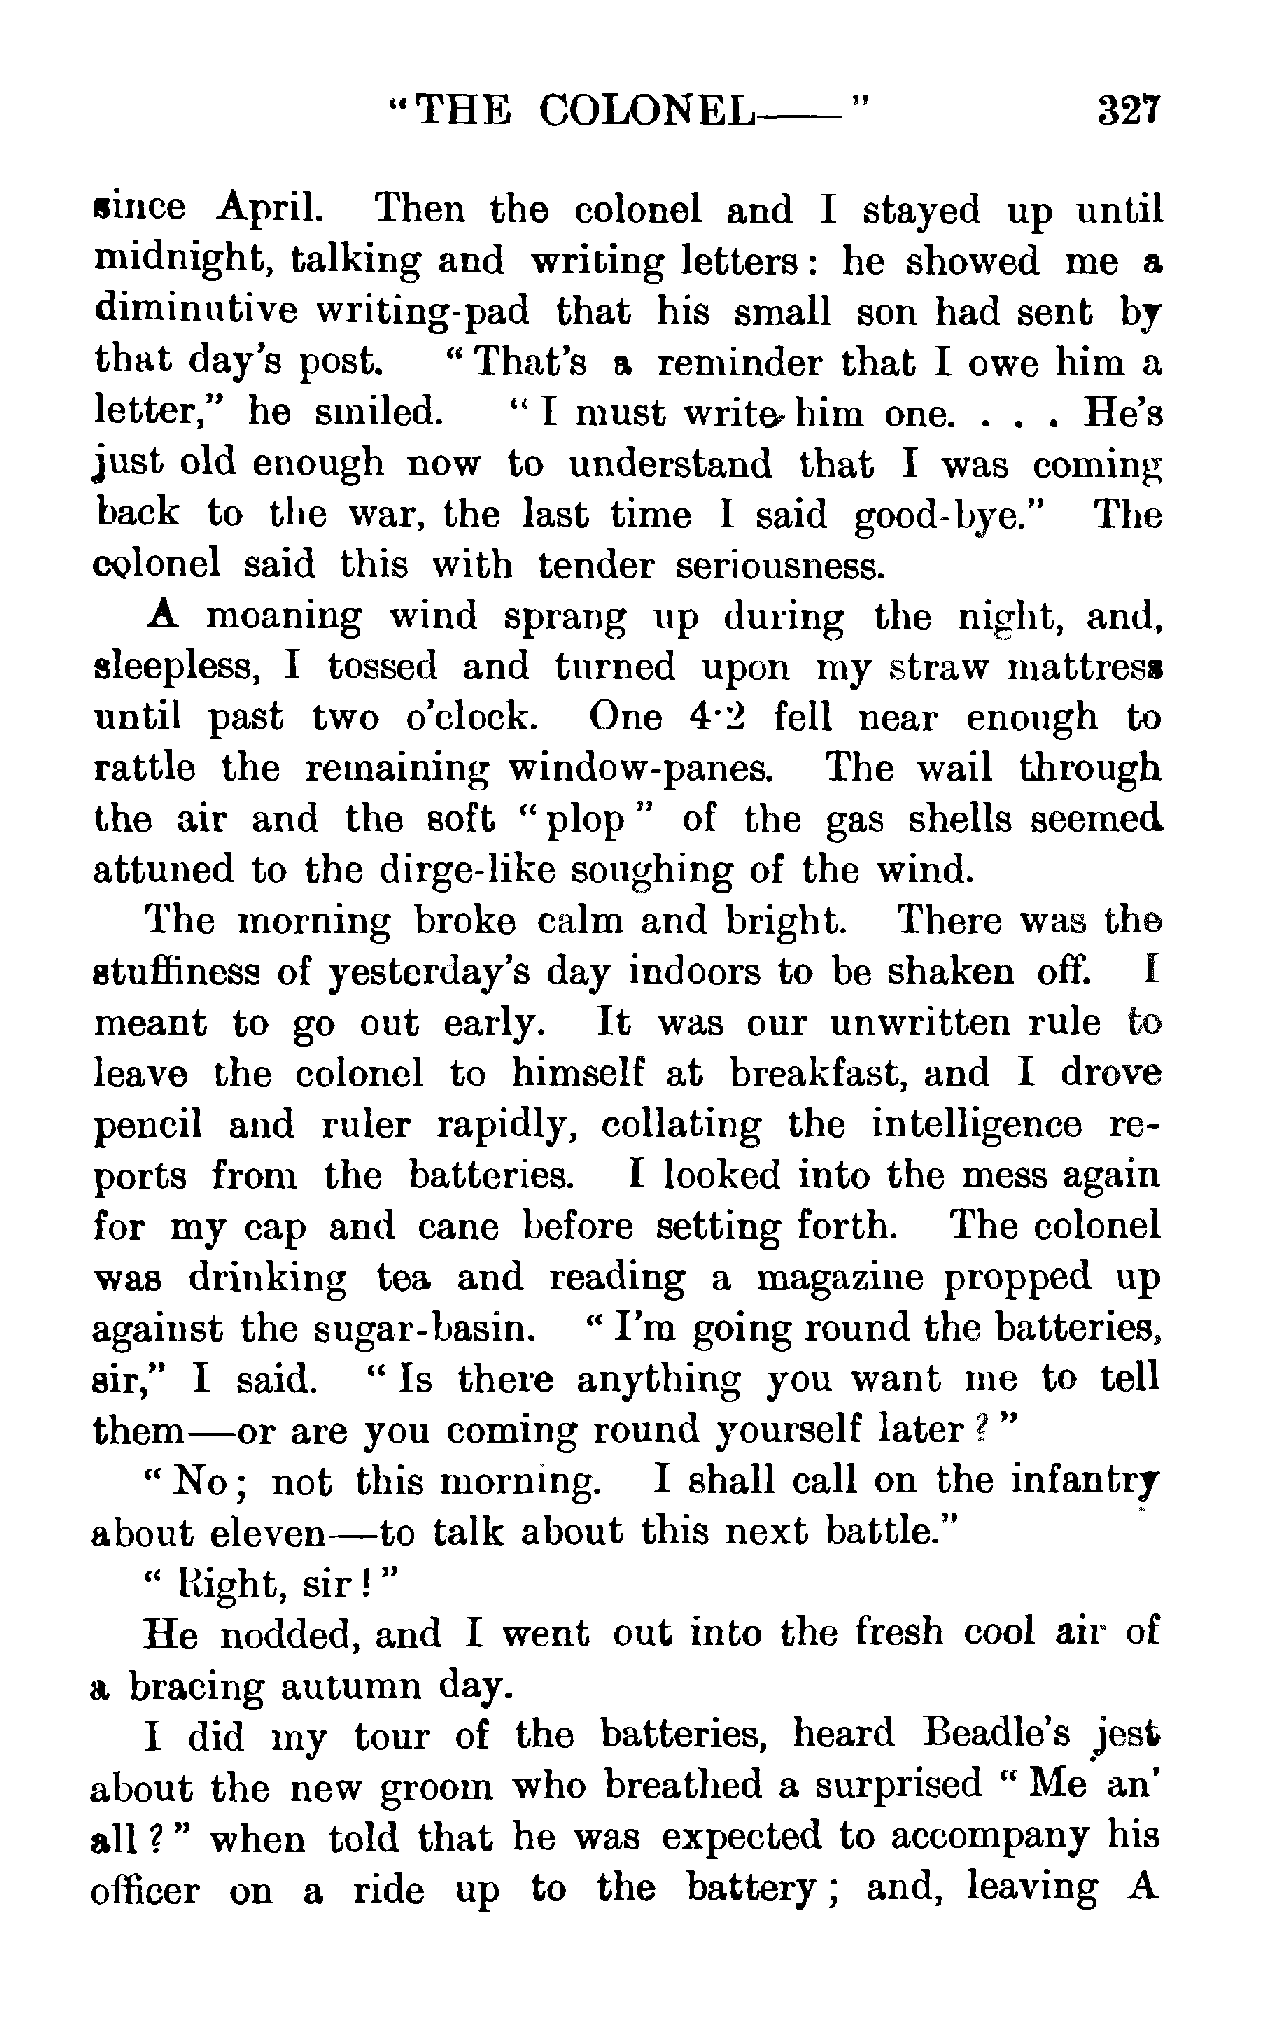 “THE COLONEL——” 327
since April. Then the colonel and I stayed up until
midnight, talking and writing letters: he showed me a
diminutive writing-pad that his small son had sent by
that day’s post. “That’s a reminder that I owe him a
letter,” he smiled. “I must write him one. . . . He’s
just old enough now to understand that I was coming
back to the war, the last time I said good-bye.” The
colonel said this with tender seriousness.
A moaning wind sprang up during the night, and,
sleepless, I tossed and turned upon my straw mattress
until past two o’clock. One 4·2 fell near enough to
rattle the remaining window-panes. The wail through
the air and the soft “plop” of the gas shells seemed
attuned to the dirge-like soughing of the wind.
The morning broke calm and bright. There was the
stuffiness of yesterday’s day indoors to be shaken off. I
meant to go out early. It was our unwritten rule to
leave the colonel to himself at breakfast, and I drove
pencil and ruler rapidly, collating the intelligence re-
ports from the batteries. I looked into the mess again
for my cap and cane before setting forth. The colonel
was drinking tea and reading a magazine propped up
against the sugar-basin. “I’m going round the batteries,
sir,” I said. “Is there anything you want me to tell
them—or are you coming round yourself later?”
“No; not this morning. I shall call on the infantry
about eleven—to talk about this next battle.”
“Right, sir!”
He nodded, and I went out into the fresh cool air of
a bracing autumn day.
I did my tour of the batteries, heard Beadle’s jest
about the new groom who breathed a surprised “Me an’
all?” when told that he was expected to accompany his
officer on a ride up to the battery; and, leaving A